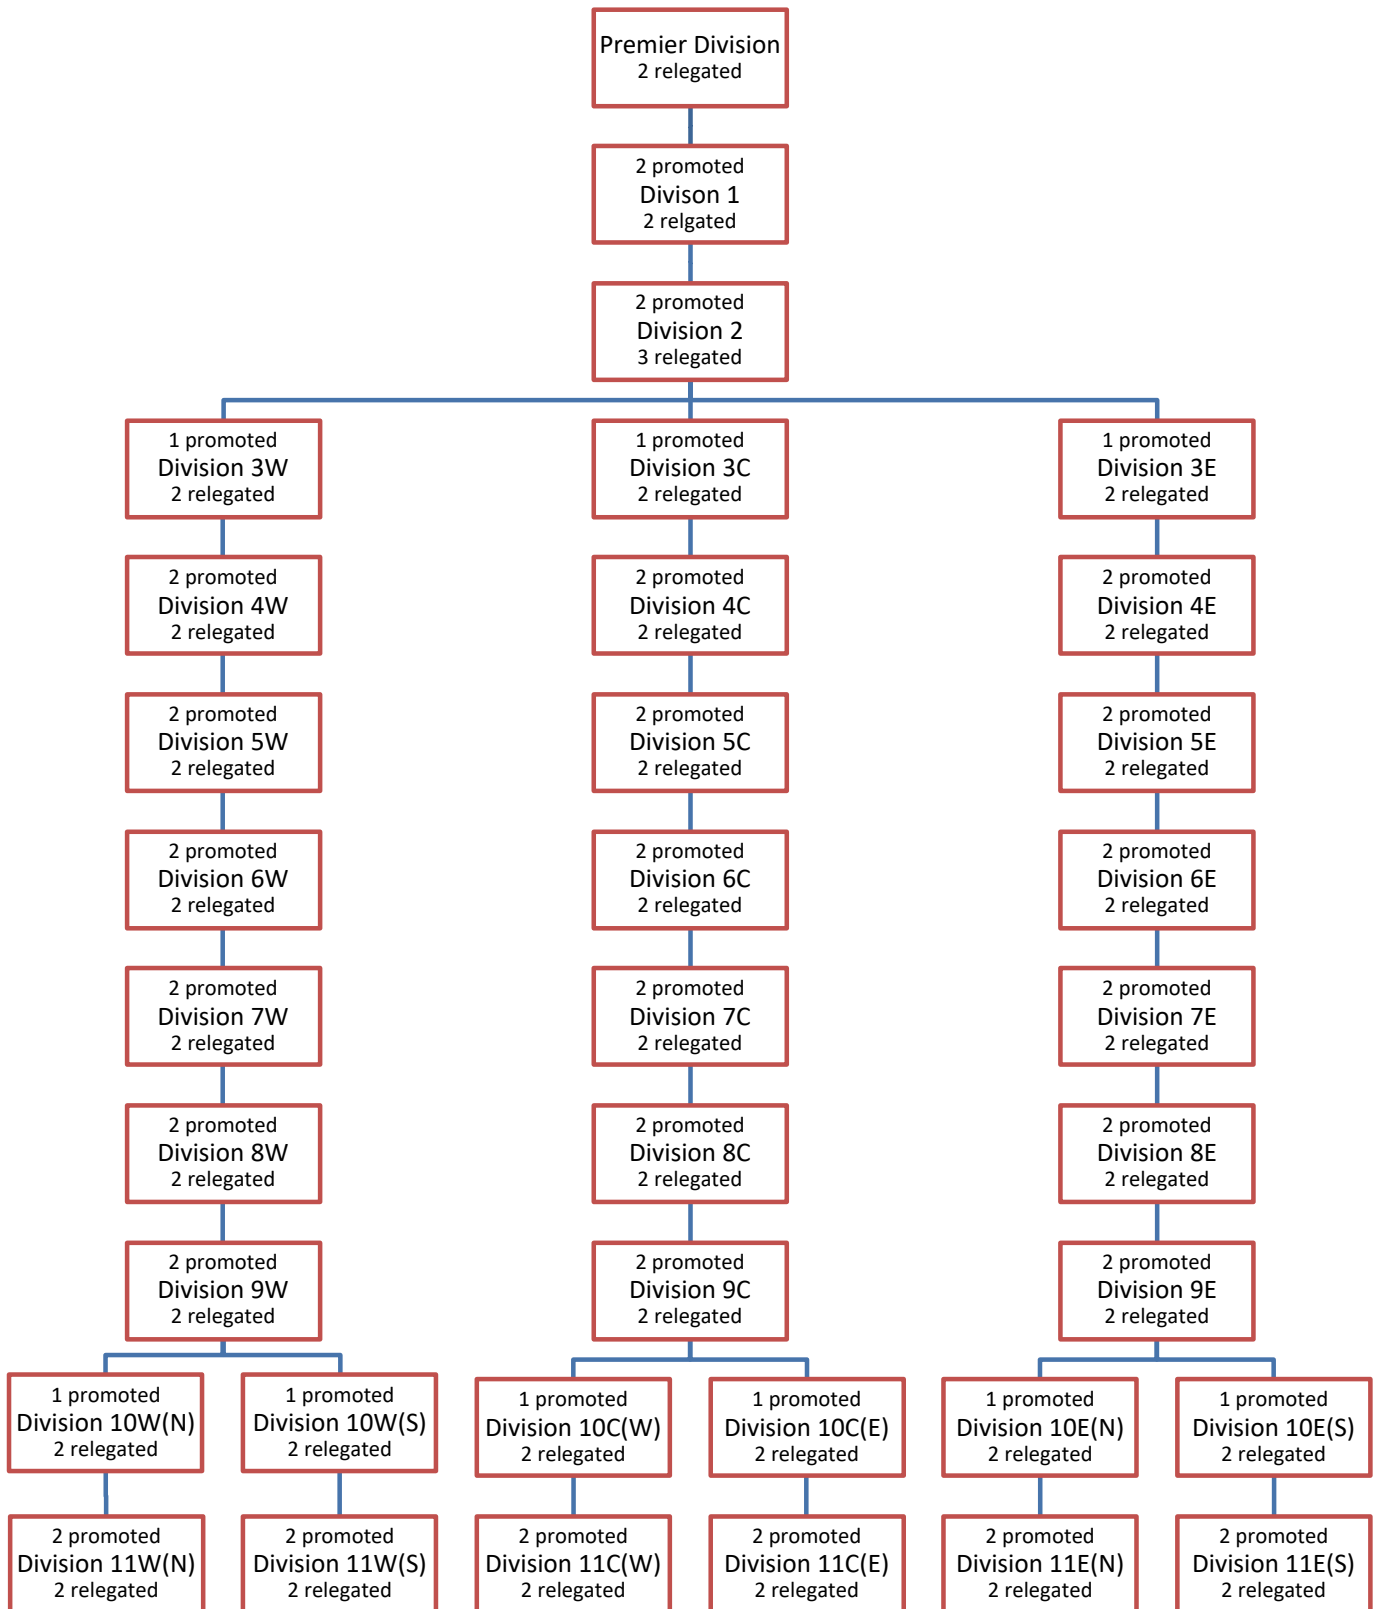 Premier Division
2 relegated
2 promoted
Divison 1
2 relgated
2 promoted
Division 2
3 relegated
1 promoted
Division 3W
2 relegated
1 promoted
Division 3C
2 relegated
1 promoted
Division 3E
2 relegated
2 promoted
Division 4W
2 relegated
2 promoted
Division 4C
2 relegated
2 promoted
Division 4E
2 relegated
2 promoted
Division 5W
2 relegated
2 promoted
Division 5C
2 relegated
2 promoted
Division 5E
2 relegated
2 promoted
Division 6W
2 relegated
2 promoted
Division 6C
2 relegated
2 promoted
Division 6E
2 relegated
2 promoted
Division 7W
2 relegated
2 promoted
Division 7C
2 relegated
2 promoted
Division 7E
2 relegated
2 promoted
Division 8W
2 relegated
2 promoted
Division 8C
2 relegated
2 promoted
Division 8E
2 relegated
2 promoted
Division 9W
2 relegated
2 promoted
Division 9C
2 relegated
2 promoted
Division 9E
2 relegated
1 promoted
Division 10W(N)
2 relegated
1 promoted
Division 10W(S)
2 relegated
1 promoted
Division 10C(W)
2 relegated
1 promoted
Division 10C(E)
2 relegated
1 promoted
Division 10E(N)
2 relegated
1 promoted
Division 10E(S)
2 relegated
2 promoted
Division 11W(N)
2 relegated
2 promoted
Division 11W(S)
2 relegated
2 promoted
Division 11C(W)
2 relegated
2 promoted
Division 11C(E)
2 relegated
2 promoted
Division 11E(N)
2 relegated
2 promoted
Division 11E(S)
2 relegated